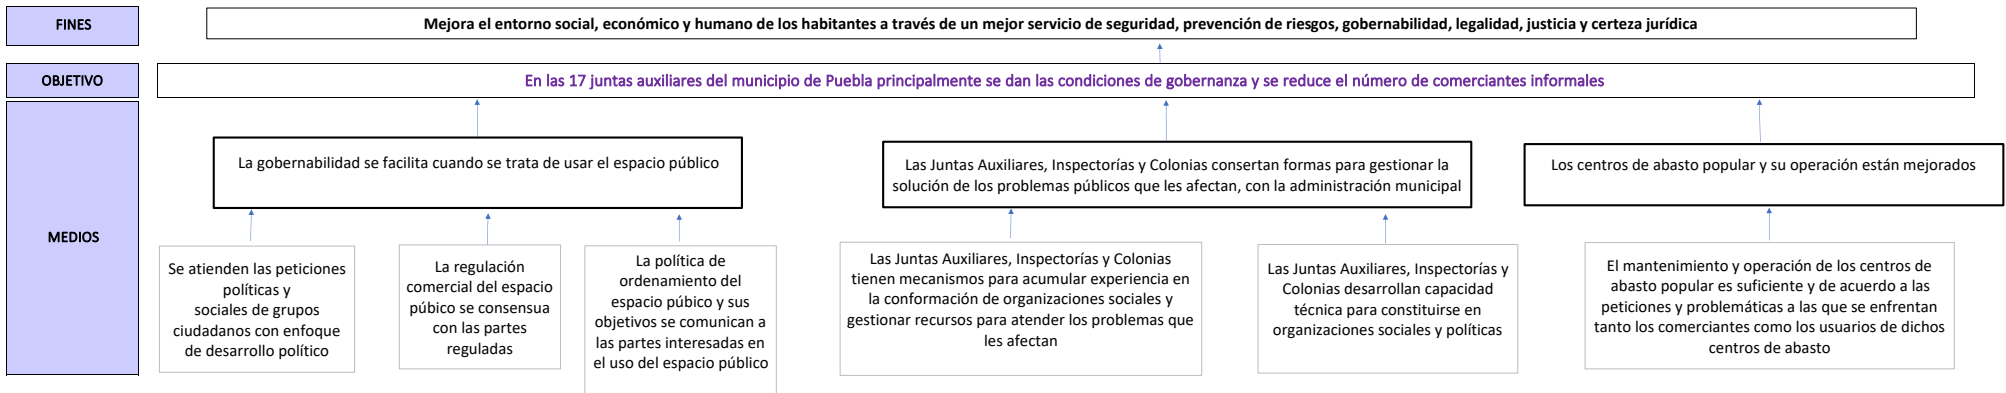 FINES
Mejora el entorno social, económico y humano de los habitantes a través de un mejor servicio de seguridad, prevención de riesgos, gobernabilidad, legalidad, justicia y certeza jurídica
OBJETIVO
En las 17 juntas auxiliares del municipio de Puebla principalmente se dan las condiciones de gobernanza y se reduce el número de comerciantes informales
MEDIOS
La gobernabilidad se facilita cuando se trata de usar el espacio público
Las Juntas Auxiliares, Inspectorías y Colonias consertan formas para gestionar la
solución de los problemas públicos que les afectan, con la administración municipal
Los centros de abasto popular y su operación están mejorados
Se atienden las peticiones
políticas y
sociales de grupos
ciudadanos con enfoque
de desarrollo político
La regulación
comercial del espacio
púbico se consensua
con las partes
reguladas
La política de
ordenamiento del
espacio púbico y sus
objetivos se comunican a
las partes interesadas en
el uso del espacio público
Las Juntas Auxiliares, Inspectorías y Colonias
tienen mecanismos para acumular experiencia en
la conformación de organizaciones sociales y
gestionar recursos para atender los problemas que
les afectan
Las Juntas Auxiliares, Inspectorías y
Colonias desarrollan capacidad
técnica para constituirse en
organizaciones sociales y políticas
El mantenimiento y operación de los centros de
abasto popular es suficiente y de acuerdo a las
peticiones y problemáticas a las que se enfrentan
tanto los comerciantes como los usuarios de dichos
centros de abasto